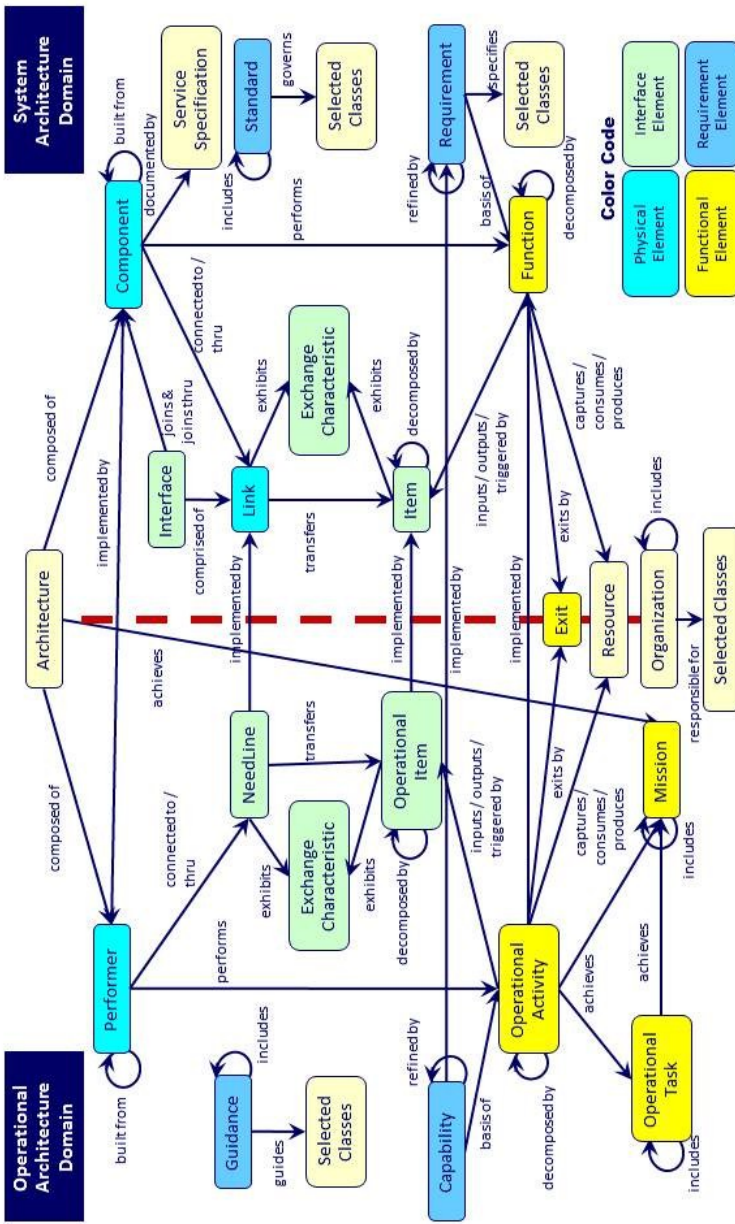 Operational
Architecture
Domain
System
Architecture
Domain
Architecture
composed of
composed of
Performer
built from
Component
built from
implemented by
documented by
Service
Specification
achieves
connected to /
thru
Interface
joins &
joins thru
connected to /
thru
Guidance
includes
guides
Selected
Classes
NeedLine
implemented by
comprised of
Link
includes
Standard
governs
Selected
Classes
performs
exhibits
Exchange
Characteristic
exhibits
transfers
transfers
exhibits
Exchange
Characteristic
exhibits
performs
decomposed by
Operational
Item
implemented by
Item
decomposed by
Capability
refined by
implemented by
refined by
Requirement
specifies
Selected
Classes
basis of
basis of
inputs / outputs /
triggered by
inputs / outputs /
triggered by
Operational
Activity
decomposed by
implemented by
Function
decomposed by
exits by
Exit
exits by
captures /
consumes /
produces
Resource
captures /
consumes /
produces
achieves
achieves
Operational
Task
includes
Mission
includes
Organization
includes
responsible for
Selected Classes
Color Code
Physical
Element
Interface
Element
Functional
Element
Requirement
Element